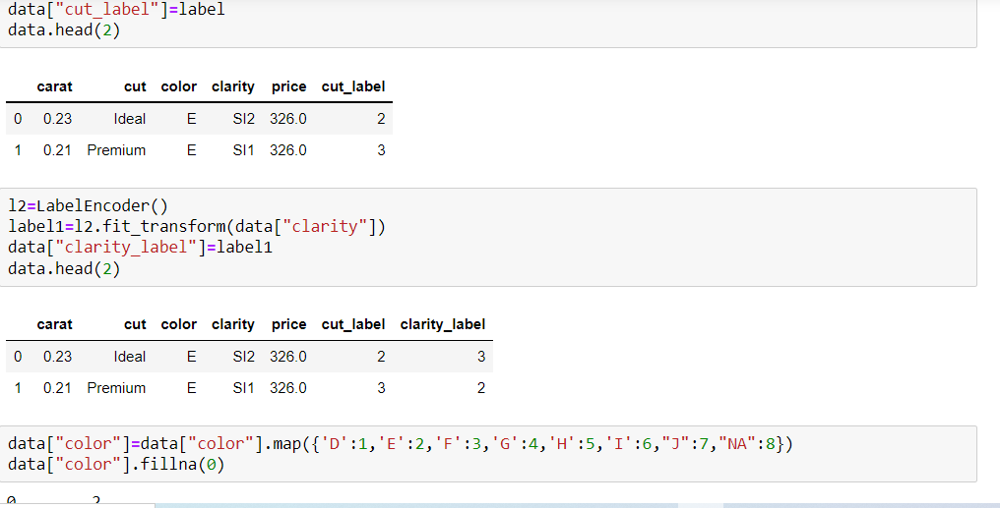 data["cut_label"]=label
data.head(2)
carat cut color clarity price cut_label
0 0.23 Ideal E SI2 326.0 2
1 0.21 Premium E SI1 326.0 3
l2=LabelEncoder()
label1=l2.fit_transform(data["clarity"])
data["clarity_label"]=label1
data.head(2)
carat cut color clarity price cut_label clarity_label
0 0.23 Ideal E SI2 326.0 2 3
1 0.21 Premium E SI1 326.0 3 2
data["color"]=data["color"].map({'D':1,'E':2,'F':3,'G':4,'H':5,'I':6,"J":7,"NA":8})
data["color"].fillna(0)
0 2